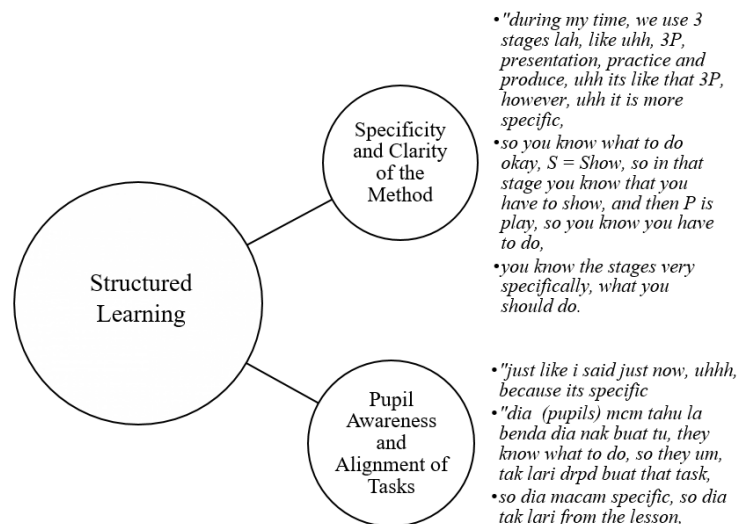 Structured
Learning
Specificity
and Clarity
of the
Method
•"during my time, we use 3
stages lah, like uhh, 3P,
presentation, practice and
produce, uhh its like that 3P,
however, uhh it is more
specific,
•so you know what to do
okay, S = Show, so in that
stage you know that you
have to show, and then P is
play, so you know you have
to do,
•you know the stages very
specifically, what you
should do.
Pupil
Awareness
and
Alignment of
Tasks
•"just like i said just now, uhhh,
because its specific
•"dia  (pupils) mcm tahu la
benda dia nak buat tu, they
know what to do, so they um,
tak lari drpd buat that task,
•so dia macam specific, so dia
tak lari from the lesson,